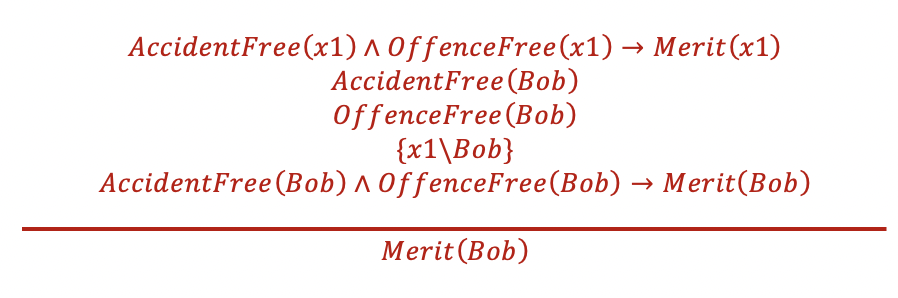 AccidentFree(x1) ∧ OffenceFree(x1) → Merit(x1)
AccidentFree(Bob)
OffenceFree(Bob)
{x1\Bob}
AccidentFree(Bob) ∧ OffenceFree(Bob) → Merit(Bob)
Merit(Bob)